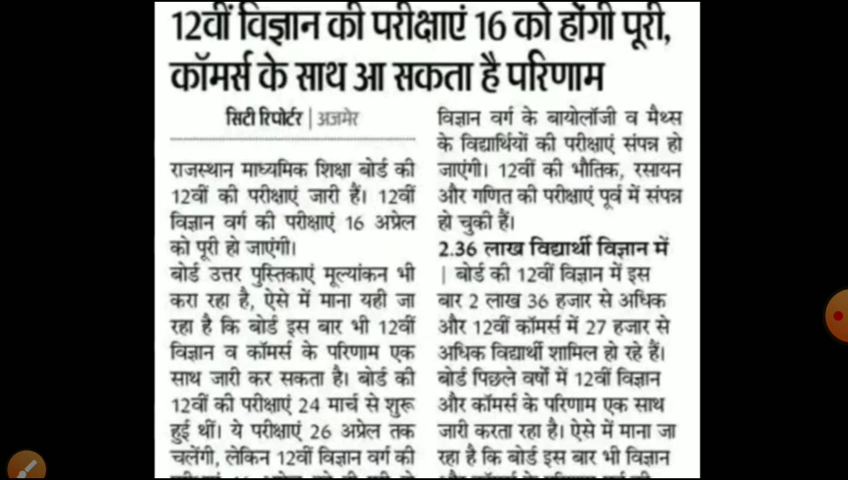 12वीं विज्ञान की परीक्षाएं 16 को होंगी पूरी,
कॉमर्स के साथ आ सकता है परिणाम
सिटी रिपोर्टर | अजमेर
राजस्थान माध्यमिक शिक्षा बोर्ड की
12वीं की परीक्षाएं जारी हैं। 12वीं
विज्ञान वर्ग की परीक्षाएं 16 अप्रेल
को पूरी हो जाएंगी।
बोर्ड उत्तर पुस्तिकाएं मूल्यांकन भी
करा रहा है, ऐसे में माना यही जा
रहा है कि बोर्ड इस बार भी 12वीं
विज्ञान व कॉमर्स के परिणाम एक
साथ जारी कर सकता है। बोर्ड की
12वीं की परीक्षाएं 24 मार्च से शुरू
हुई थीं। ये परीक्षाएं 26 अप्रेल तक
चलेंगी, लेकिन 12वीं विज्ञान वर्ग की
विज्ञान वर्ग के बायोलॉजी व मैथ्स
के विद्यार्थियों की परीक्षाएं संपन्न हो
जाएंगी। 12वीं की भौतिक, रसायन
और गणित की परीक्षाएं पूर्व में संपन्न
हो चुकी हैं।
2.36 लाख विद्यार्थी विज्ञान में
| बोर्ड की 12वीं विज्ञान में इस
बार 2 लाख 36 हजार से अधिक
और 12वीं कॉमर्स में 27 हजार से
अधिक विद्यार्थी शामिल हो रहे हैं।
बोर्ड पिछले वर्षों में 12वीं विज्ञान
और कॉमर्स के परिणाम एक साथ
जारी करता रहा है। ऐसे में माना जा
रहा है कि बोर्ड इस बार भी विज्ञान